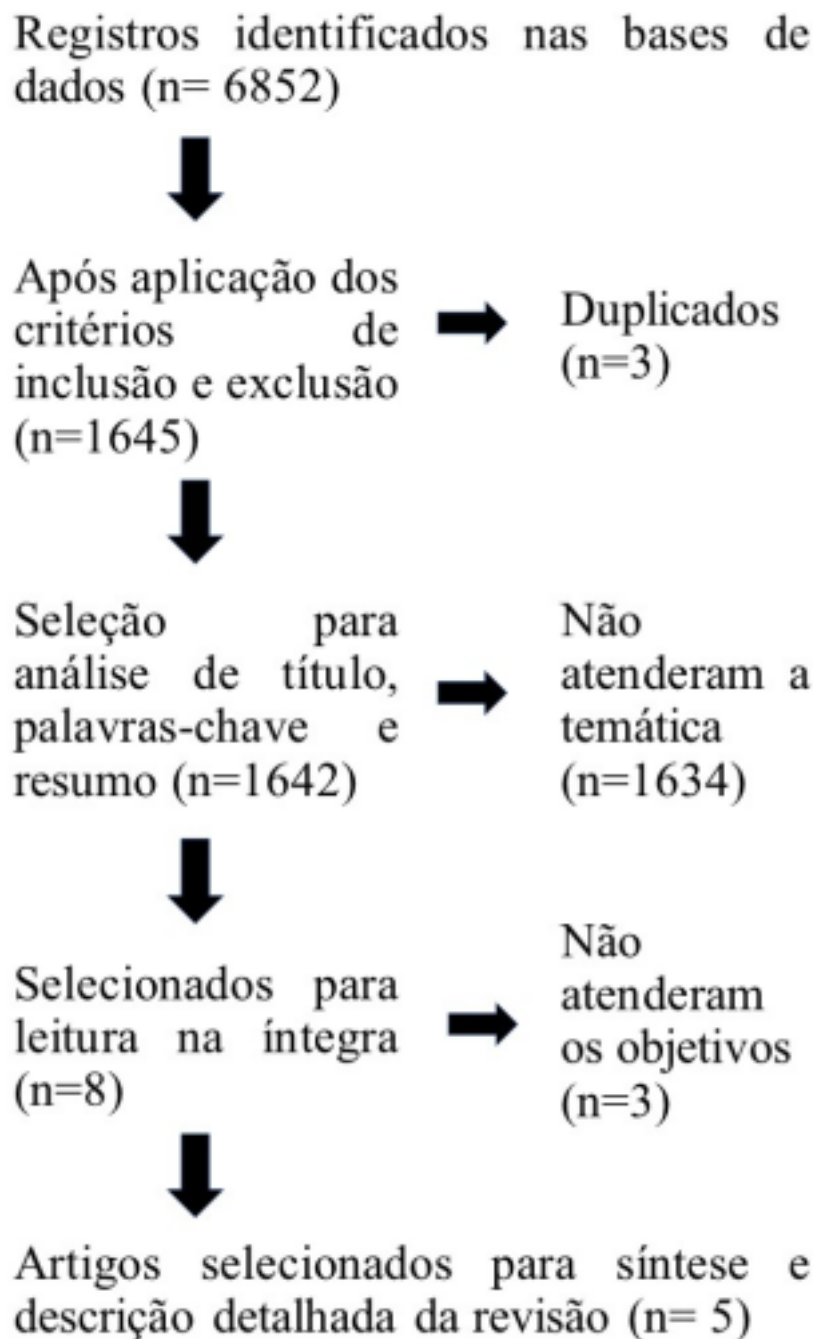 Registros identificados nas bases de
dados (n= 6852)
Após aplicação dos
critérios de
inclusão e exclusão
(n=1645)
Duplicados
(n=3)
Seleção para
análise de título,
palavras-chave e
resumo (n=1642)
Não
atenderam a
temática
(n=1634)
Selecionados para
leitura na íntegra
(n=8)
Não
atenderam
os objetivos
(n=3)
Artigos selecionados para síntese e
descrição detalhada da revisão (n= 5)